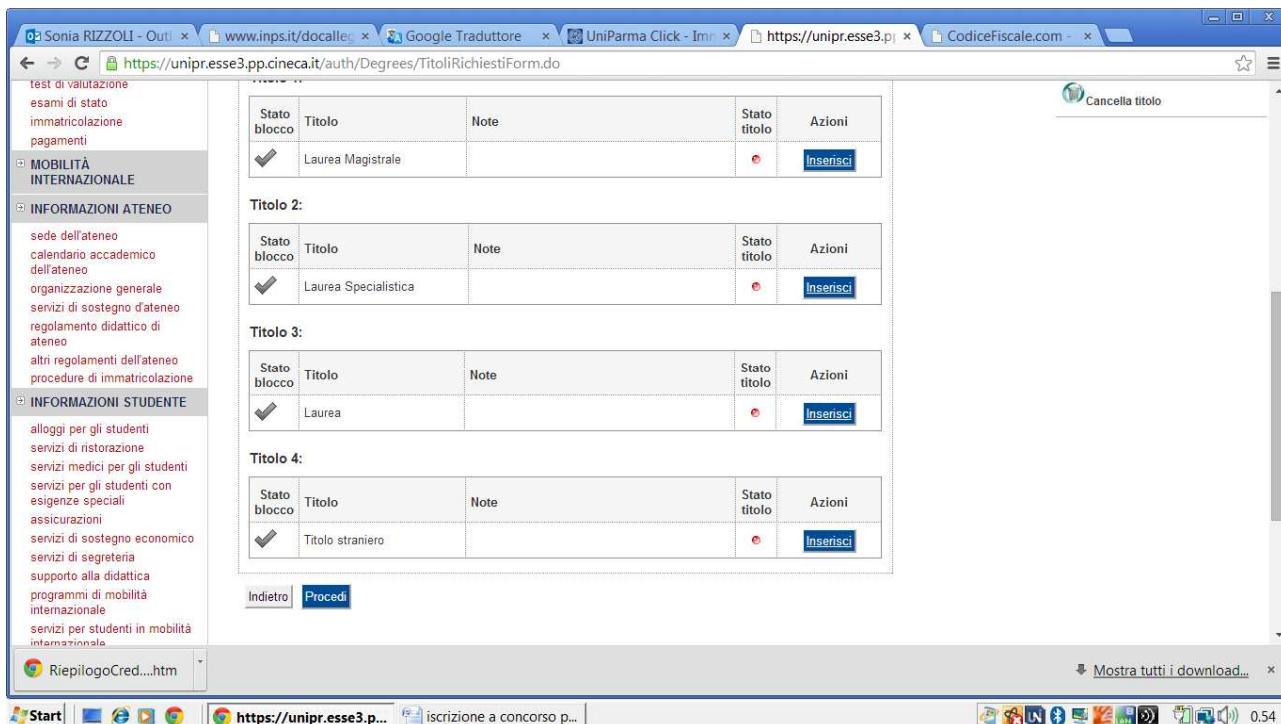 Sonia RIZZOLI - Outl
www.inps.it/docalleg
Google Traduttore
UniParma Click - Imm
https://unipr.esse3.p
CodiceFiscale.com -
https://unipr.esse3.pp.cineca.it/auth/Degrees/TitoliRichiestiForm.do
test di valutazione
esami di stato
immatricolazione
pagamenti
MOBILITÀ
INTERNAZIONALE
INFORMAZIONI ATENEO
sede dell'ateneo
calendario accademico
dell'ateneo
organizzazione generale
servizi di sostegno d'ateneo
regolamento didattico di
ateneo
altri regolamenti dell'ateneo
procedure di immatricolazione
INFORMAZIONI STUDENTE
alloggi per gli studenti
servizi di ristorazione
servizi medici per gli studenti
servizi per gli studenti con
esigenze speciali
assicurazioni
servizi di sostegno economico
servizi di segreteria
supporto alla didattica
programmi di mobilità
internazionale
servizi per studenti in mobilità
internazionale
Stato blocco Titolo Note Stato titolo Azioni
Laurea Magistrale Inserisci
Titolo 2:
Stato blocco Titolo Note Stato titolo Azioni
Laurea Specialistica Inserisci
Titolo 3:
Stato blocco Titolo Note Stato titolo Azioni
Laurea Inserisci
Titolo 4:
Stato blocco Titolo Note Stato titolo Azioni
Titolo straniero Inserisci
Indietro Procedi
Cancella titolo
RiepilogoCred....htm
Mostra tutti i download...
Start
https://unipr.esse3.p...
iscrizione a concorso p...
0.54